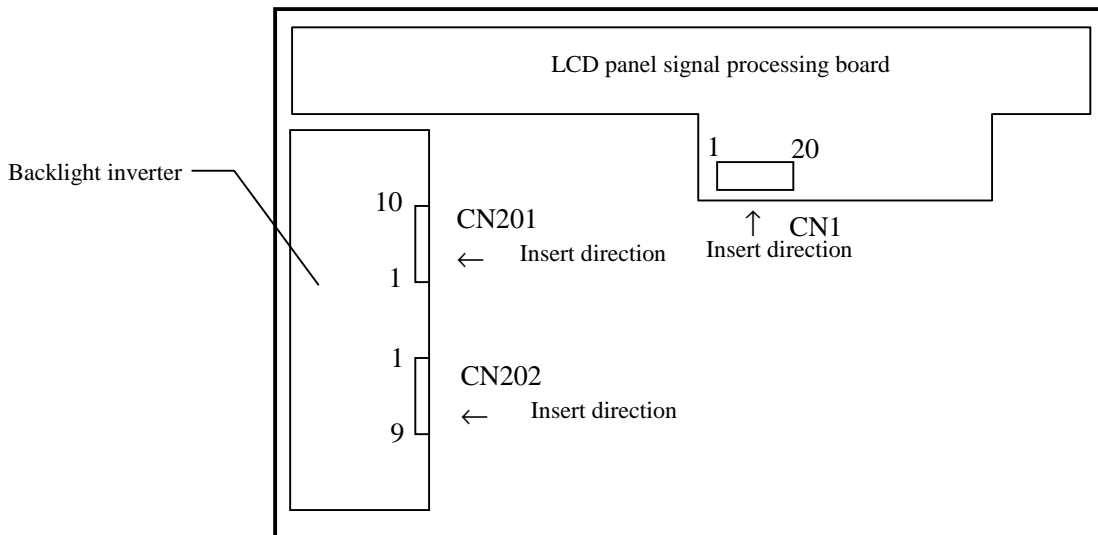 LCD panel signal processing board
1 20
Backlight inverter
10
CN201
↑ CN1
← Insert direction
Insert direction
1
1
CN202
← Insert direction
9